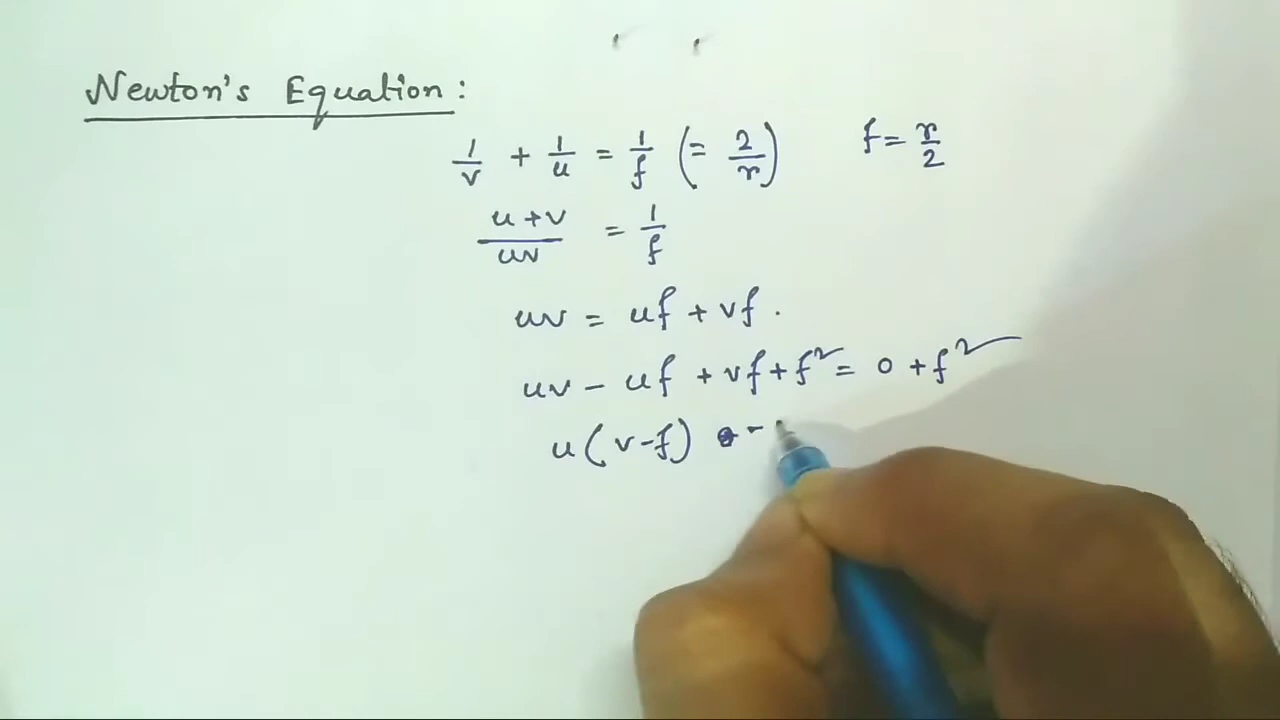 Newton's Equation :
1/v + 1/u = 1/f (= 2/r) f = r/2
u + v / uv = 1/f
uv = uf + vf .
uv - uf + vf + f² = 0 + f²
u ( v - f ) -